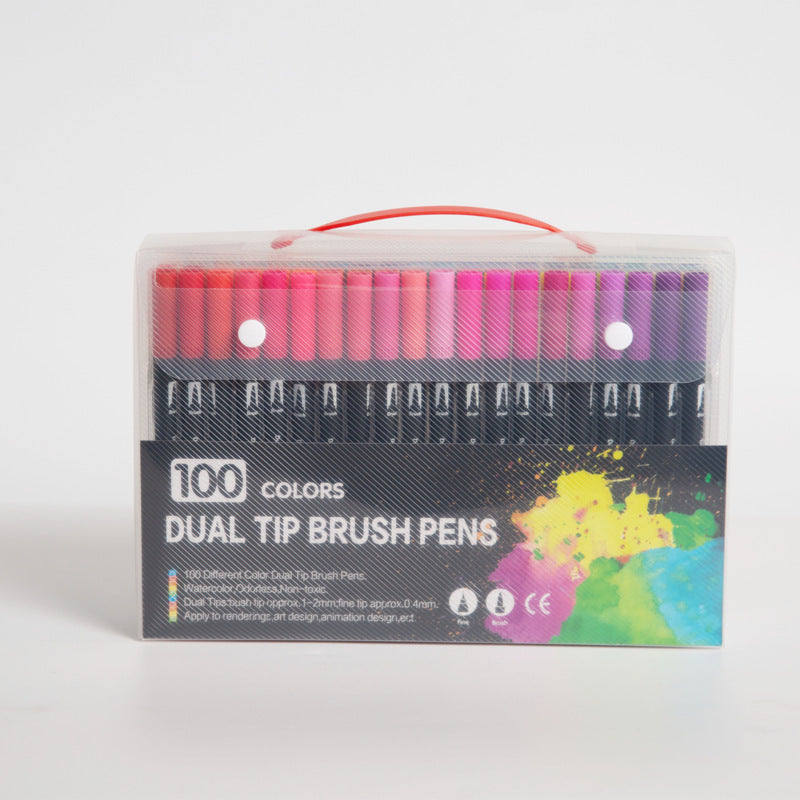 100 COLORS
DUAL TIP BRUSH PENS
100 Different Color Dual Tip Brush Pens.
Watercolor,Odorless,Non-toxic.
Dual Tips:bush tip approx.1-2mm;fine tip approx.0.4mm.
Apply to renderings,art design,animation design,ect
Fine
Brush
CE